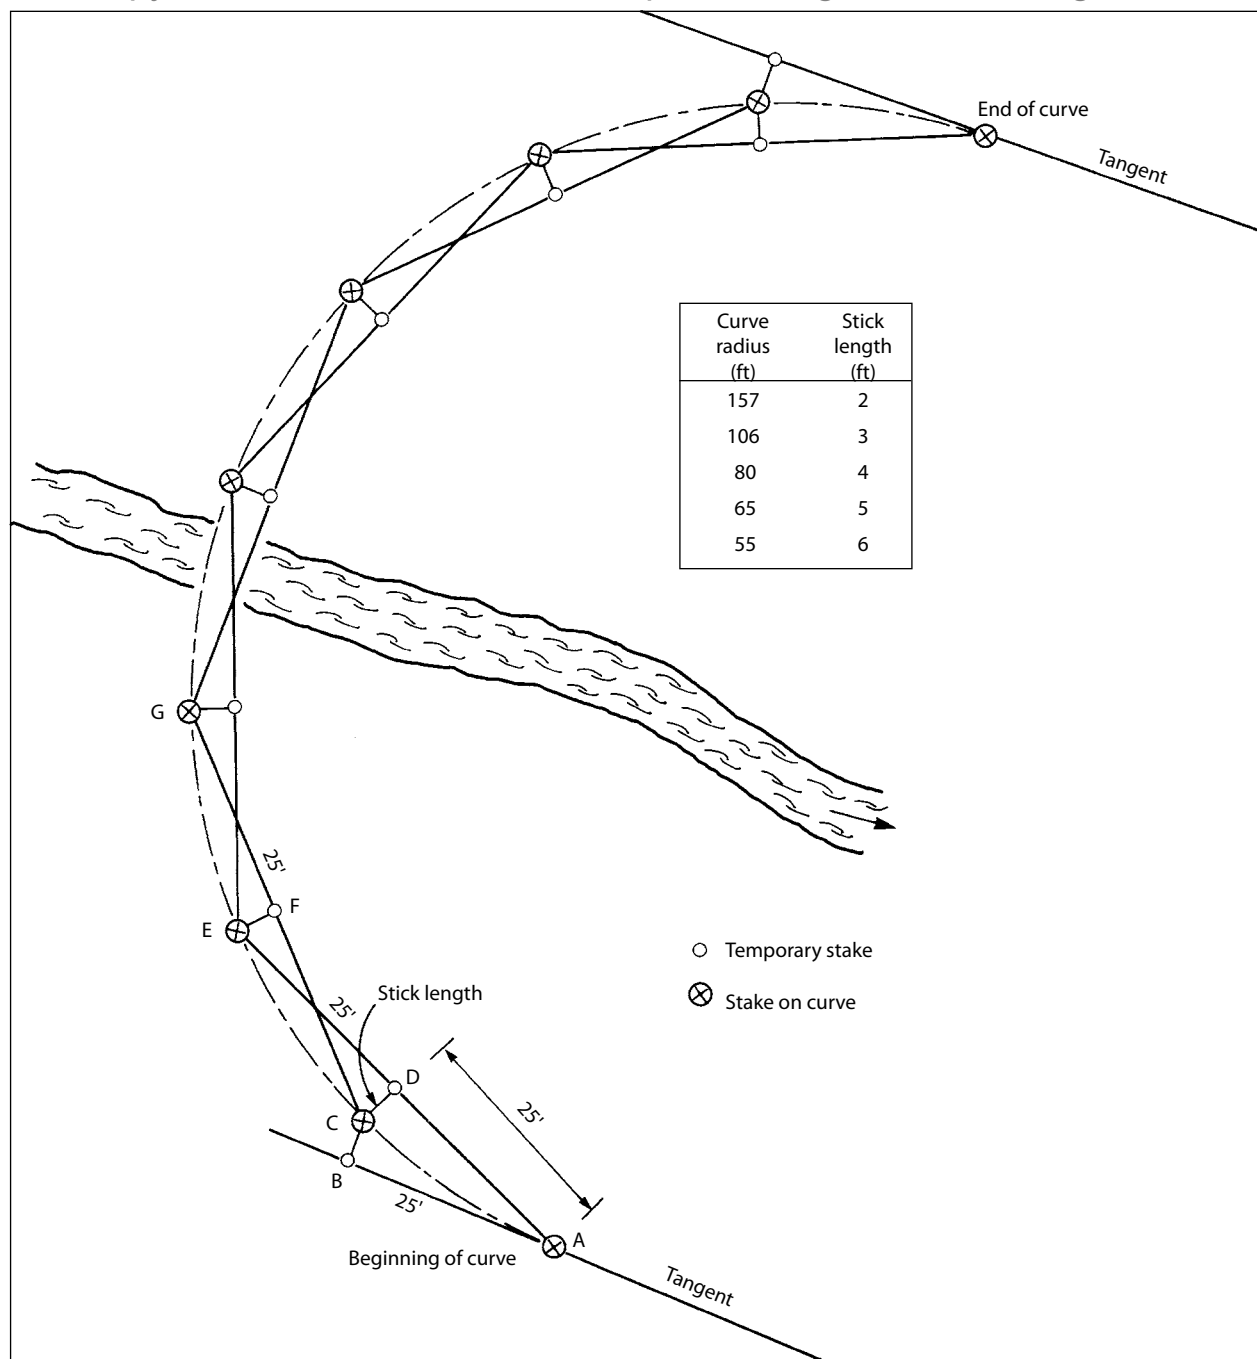 End of curve
Tangent
Curve radius (ft)
Stick length (ft)
157 2
106 3
80 4
65 5
55 6
G
25'
F
E
Temporary stake
Stick length
Stake on curve
25'
D
25'
C
B
25'
A
Beginning of curve
Tangent